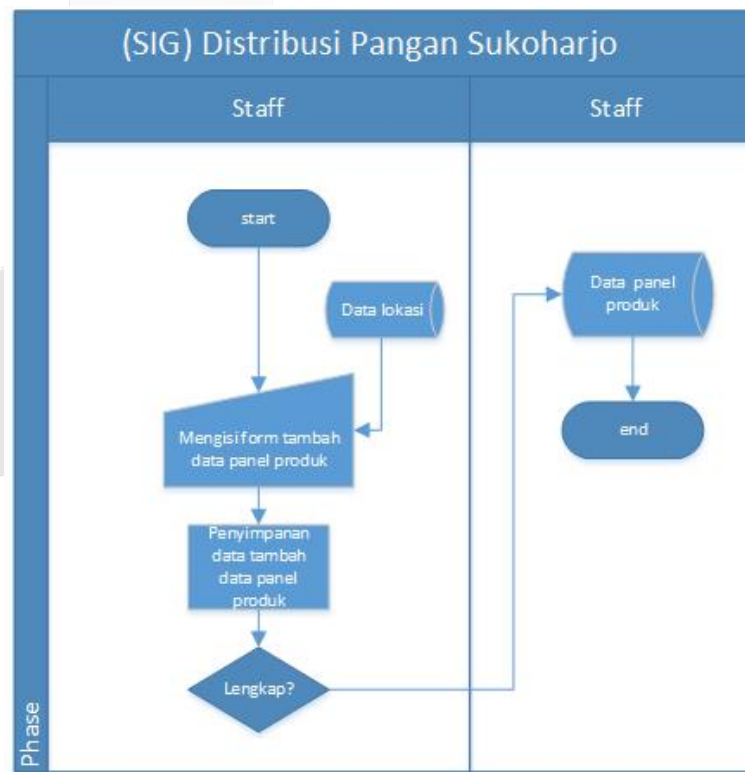 (SIG) Distribusi Pangan Sukoharjo
Staff
Staff
start
Data lokasi
Mengisi form tambah
data panel produk
Penyimpanan
data tambah
data panel
produk
Lengkap?
Data panel
produk
end
Phase